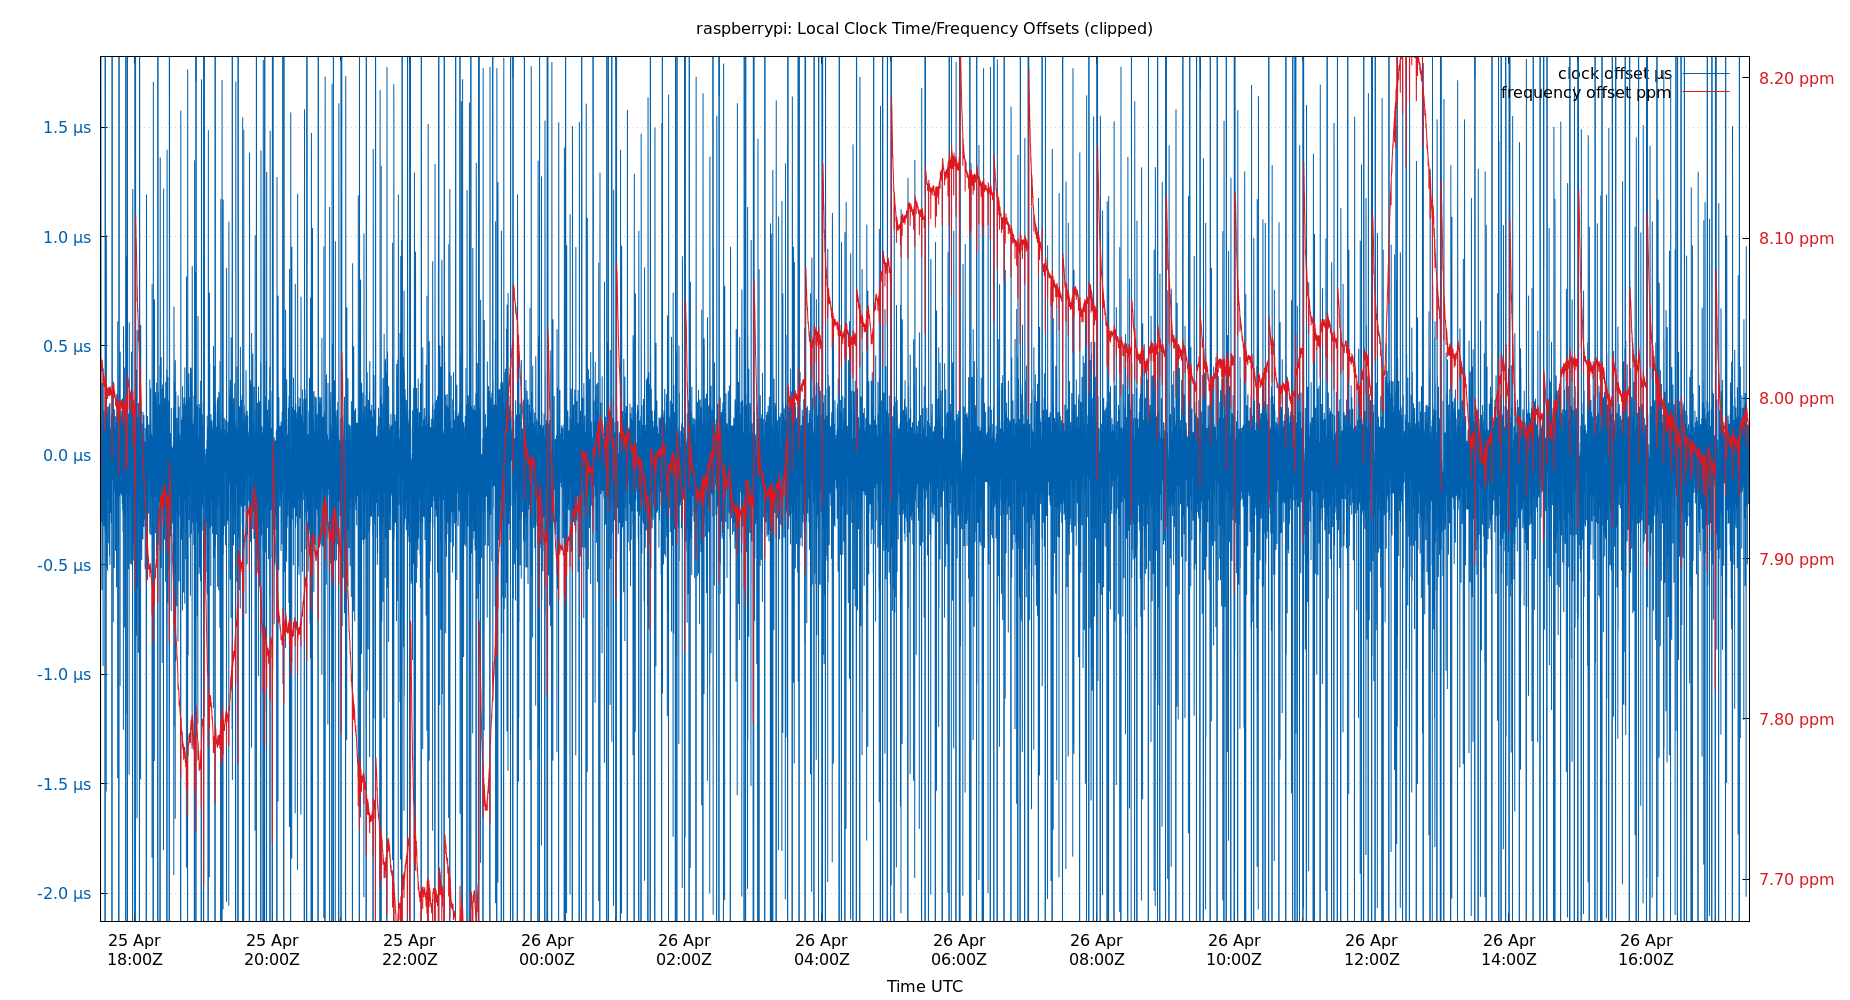 raspberrypi: Local Clock Time/Frequency Offsets (clipped)
clock offset µs
frequency offset ppm
1.5 µs
1.0 µs
0.5 µs
0.0 µs
-0.5 µs
-1.0 µs
-1.5 µs
-2.0 µs
8.20 ppm
8.10 ppm
8.00 ppm
7.90 ppm
7.80 ppm
7.70 ppm
25 Apr 25 Apr 25 Apr 26 Apr 26 Apr 26 Apr 26 Apr 26 Apr 26 Apr 26 Apr 26 Apr 26 Apr
18:00Z 20:00Z 22:00Z 00:00Z 02:00Z 04:00Z 06:00Z 08:00Z 10:00Z 12:00Z 14:00Z 16:00Z
Time UTC